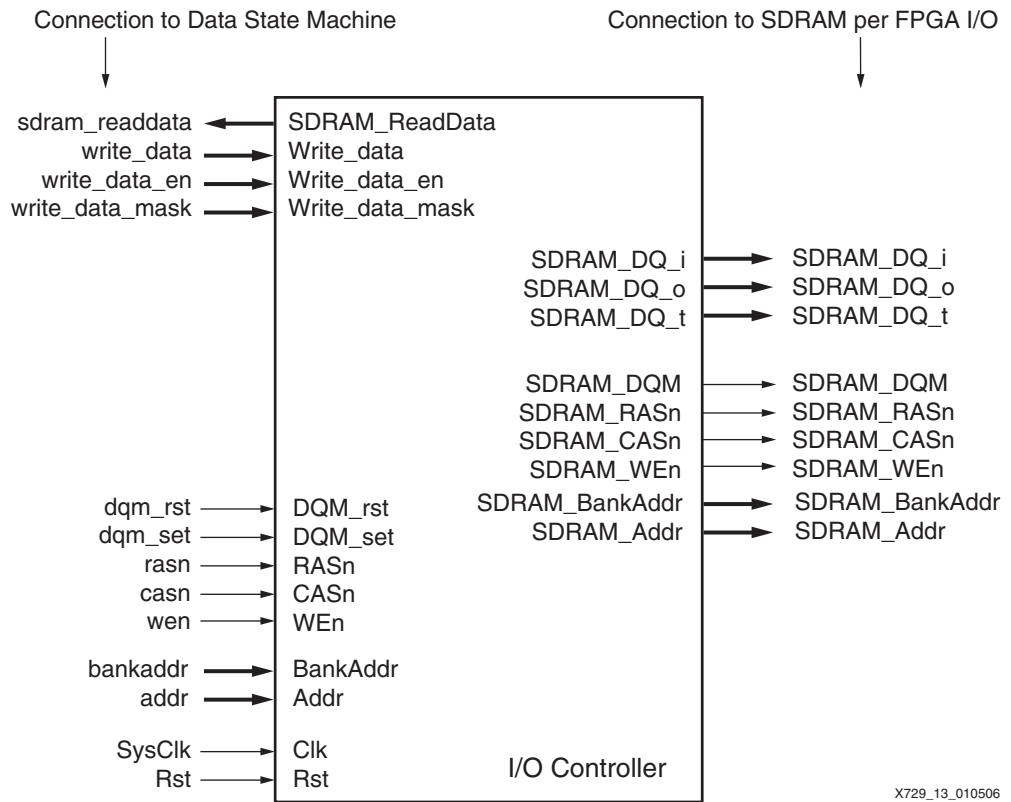 Connection to Data State Machine
Connection to SDRAM per FPGA I/O
sdram_readdata SDRAM_ReadData
write_data Write_data
write_data_en Write_data_en
write_data_mask Write_data_mask
SDRAM_DQ_i SDRAM_DQ_i
SDRAM_DQ_o SDRAM_DQ_o
SDRAM_DQ_t SDRAM_DQ_t
SDRAM_DQM SDRAM_DQM
SDRAM_RASn SDRAM_RASn
SDRAM_CASn SDRAM_CASn
SDRAM_WEn SDRAM_WEn
SDRAM_BankAddr SDRAM_BankAddr
SDRAM_Addr SDRAM_Addr
dqm_rst DQM_rst
dqm_set DQM_set
rasn RASn
casn CASn
wen WEn
bankaddr BankAddr
addr Addr
SysClk Clk
Rst Rst
I/O Controller
X729_13_010506